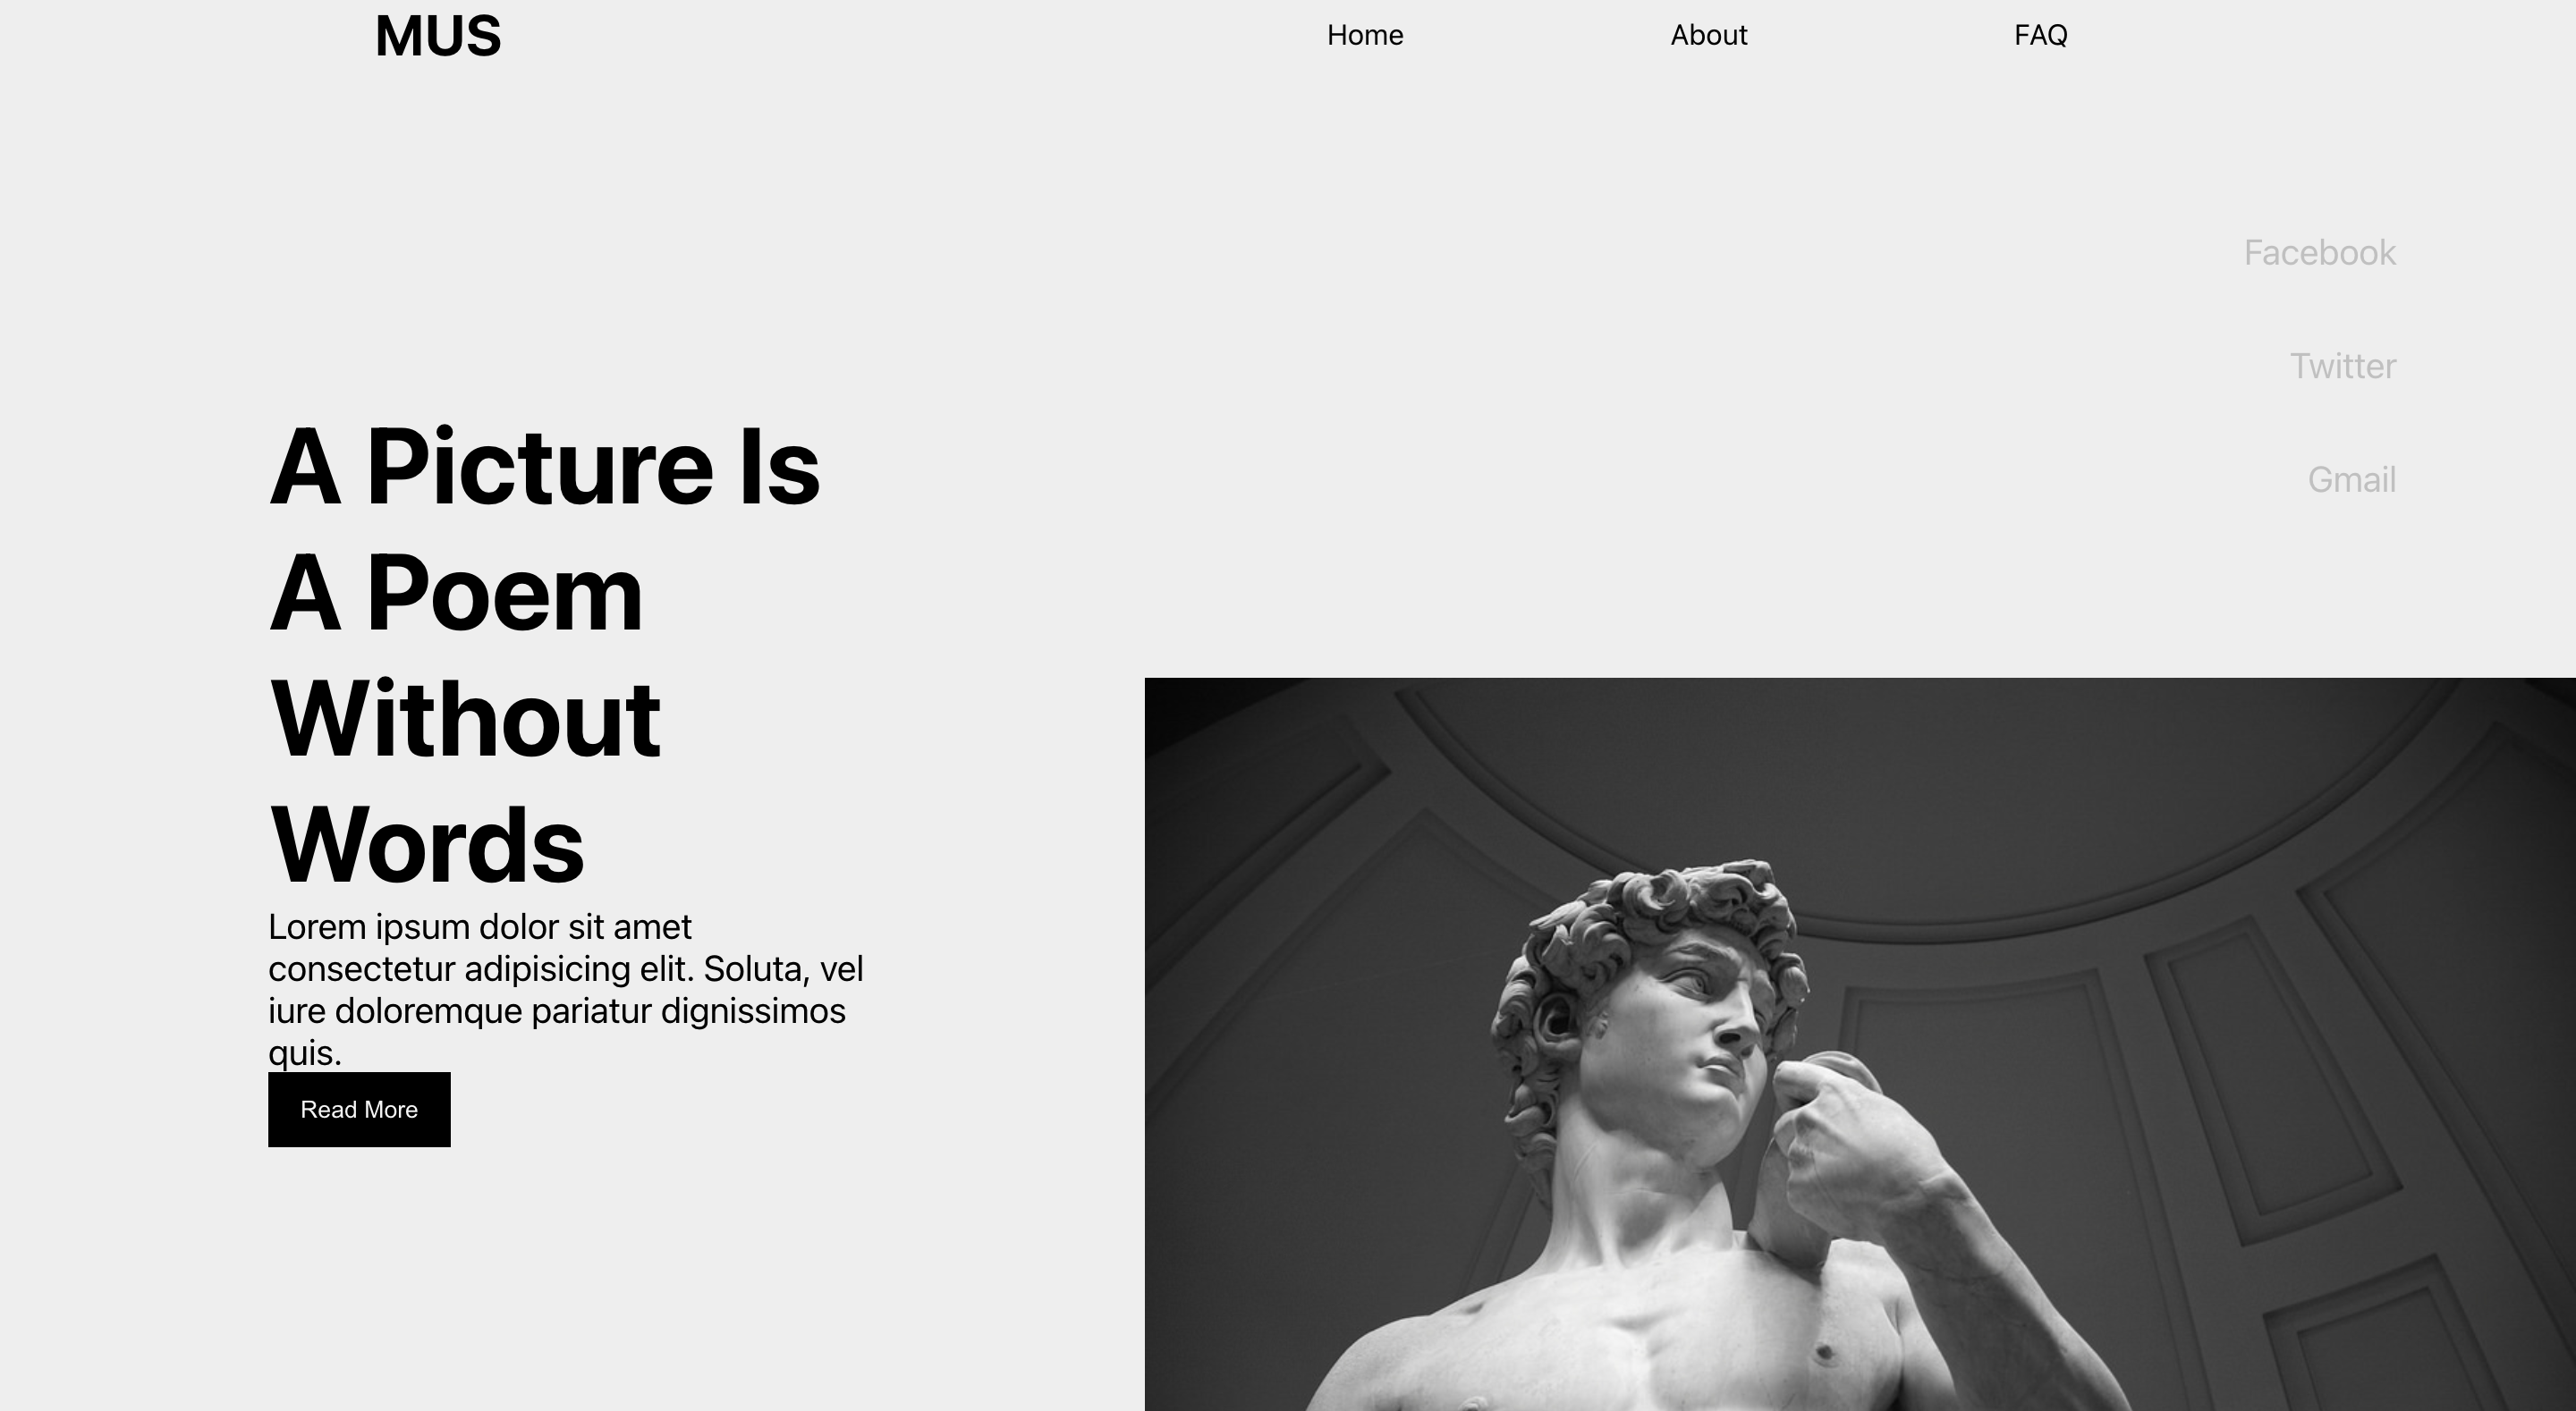 MUS
Home
About
FAQ
Facebook
Twitter
Gmail
A Picture Is
A Poem
Without
Words
Lorem ipsum dolor sit amet
consectetur adipisicing elit. Soluta, vel
iure doloremque pariatur dignissimos
quis.
Read More